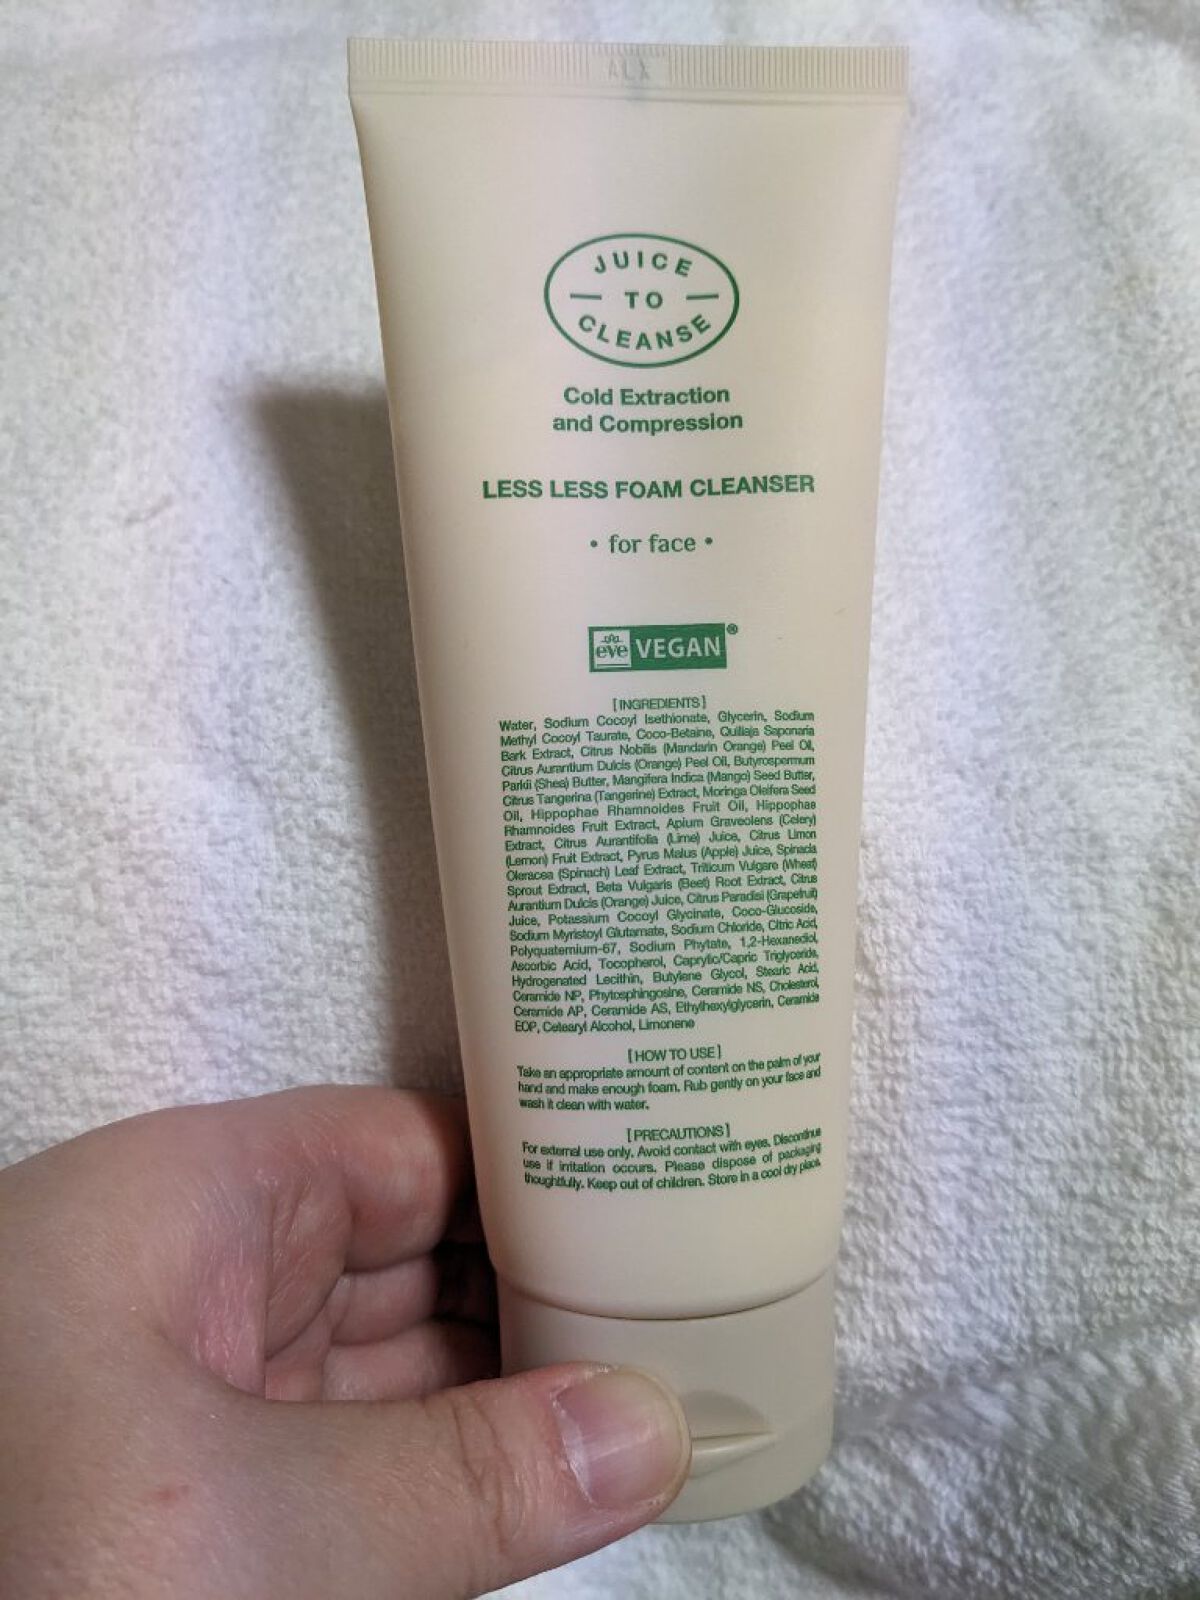 ALX
JUICE
TO
CLEANSE
Cold Extraction
and Compression
LESS LESS FOAM CLEANSER
• for face •
eve VEGAN®
[INGREDIENTS]
Water, Sodium Cocoyl Isethionate, Glycerin, Sodium
Methyl Cocoyl Taurate, Coco-Betaine, Quillaja Saponaria
Bark Extract, Citrus Nobilis (Mandarin Orange) Peel Oil,
Citrus Aurantium Dulcis (Orange) Peel Oil, Butyrospermum
Parkii (Shea) Butter, Mangifera Indica (Mango) Seed Butter,
Citrus Tangerina (Tangerine) Extract, Moringa Oleifera Seed
Oil, Hippophae Rhamnoides Fruit Oil, Hippophae
Rhamnoides Fruit Extract, Apium Graveolens (Celery)
Extract, Citrus Aurantifolia (Lime) Juice, Citrus Limon
(Lemon) Fruit Extract, Pyrus Malus (Apple) Juice, Spinacia
Oleracea (Spinach) Leaf Extract, Triticum Vulgare (Wheat)
Sprout Extract, Beta Vulgaris (Beet) Root Extract, Citrus
Aurantium Dulcis (Orange) Juice, Citrus Paradisi (Grapefruit)
Juice, Potassium Cocoyl Glycinate, Coco-Glucoside,
Sodium Myristoyl Glutamate, Sodium Chloride, Citric Acid,
Polyquaternium-67, Sodium Phytate, 1,2-Hexanediol,
Ascorbic Acid, Tocopherol, Caprylic/Capric Triglyceride,
Hydrogenated Lecithin, Butylene Glycol, Stearic Acid,
Ceramide NP, Phytosphingosine, Ceramide NS, Cholesterol,
Ceramide AP, Ceramide AS, Ethylhexylglycerin, Ceramide
EOP, Cetearyl Alcohol, Limonene
[HOW TO USE]
Take an appropriate amount of content on the palm of your
hand and make enough foam. Rub gently on your face and
wash it clean with water.
[PRECAUTIONS]
For external use only. Avoid contact with eyes. Discontinue
use if irritation occurs. Please dispose of packaging
thoughtfully. Keep out of children. Store in a cool dry place.